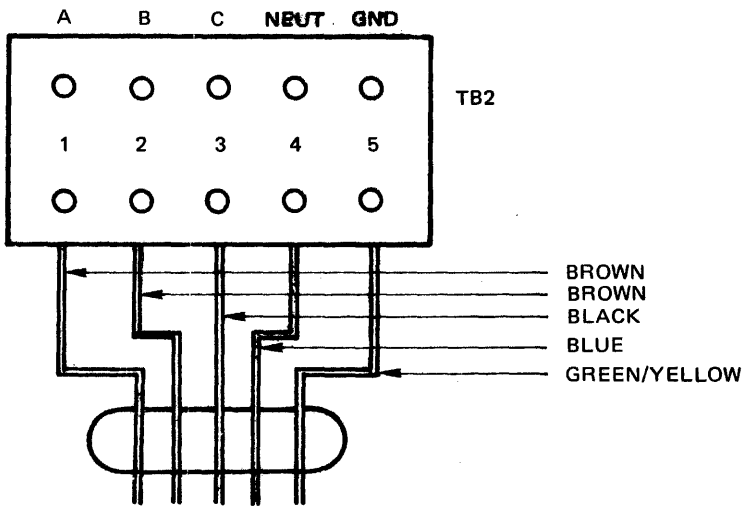 A B C NEUT GND
TB2
1 2 3 4 5
BROWN
BROWN
BLACK
BLUE
GREEN/YELLOW